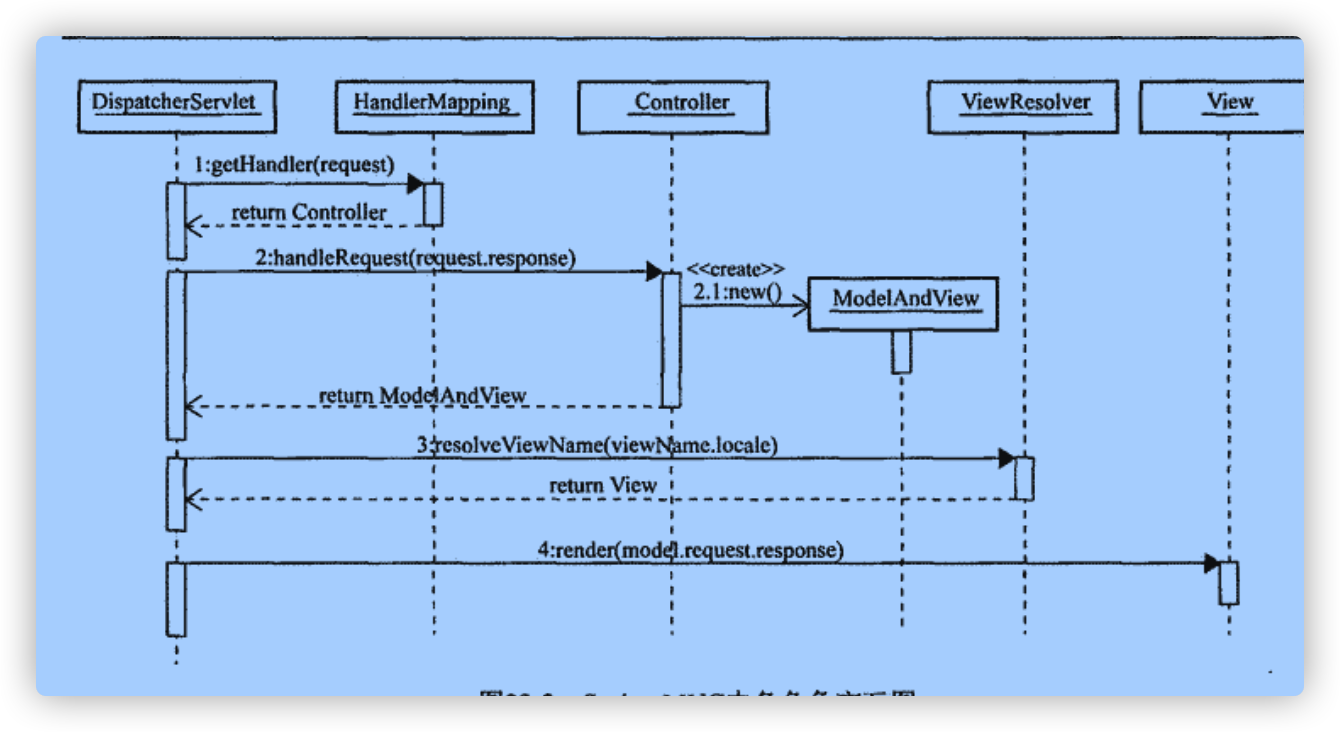 DispatcherServlet
HandlerMapping
Controller
ViewResolver
View
1:getHandler(request)
return Controller
2:handleRequest(request.response)
<<create>>
2.1:new()
ModelAndView
return ModelAndView
3:resolveViewName(viewName.locale)
return View
4:render(model.request.response)